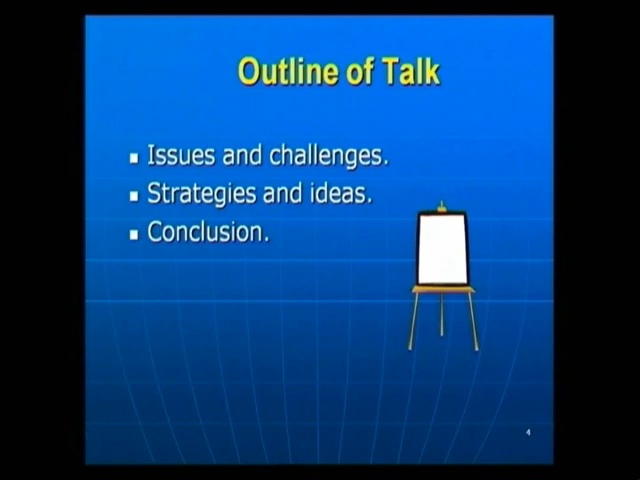 Outline of Talk
Issues and challenges.
Strategies and ideas.
Conclusion.
4